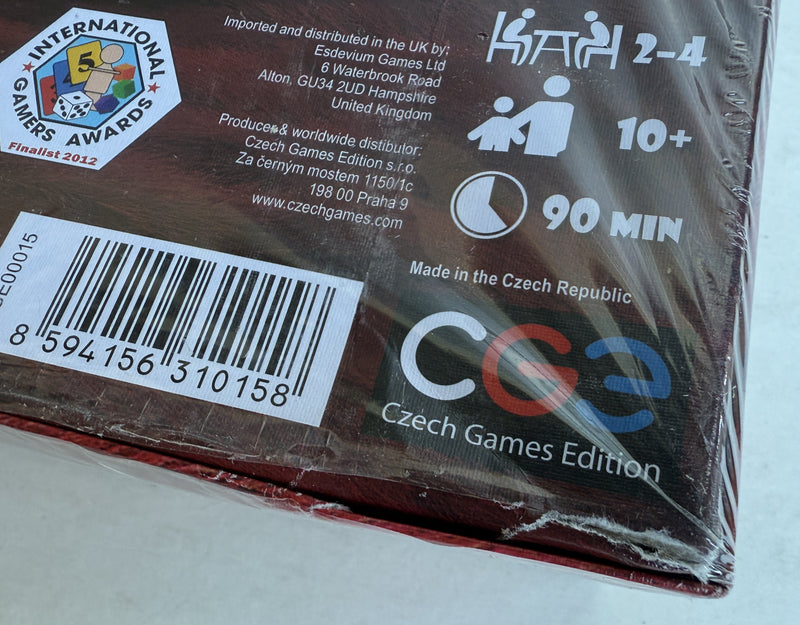 INTERNATIONAL
GAMERS AWARDS
5
Finalist 2012
Imported and distributed in the UK by:
Esdevium Games Ltd
6 Waterbrook Road
Alton, GU34 2UD Hampshire
United Kingdom
Producer & worldwide distibutor:
Czech Games Edition s.r.o.
Za černým mostem 1150/1c
198 00 Praha 9
www.czechgames.com
2-4
10+
90 MIN
Made in the Czech Republic
CGE
Czech Games Edition
E00015
8 594156 310158